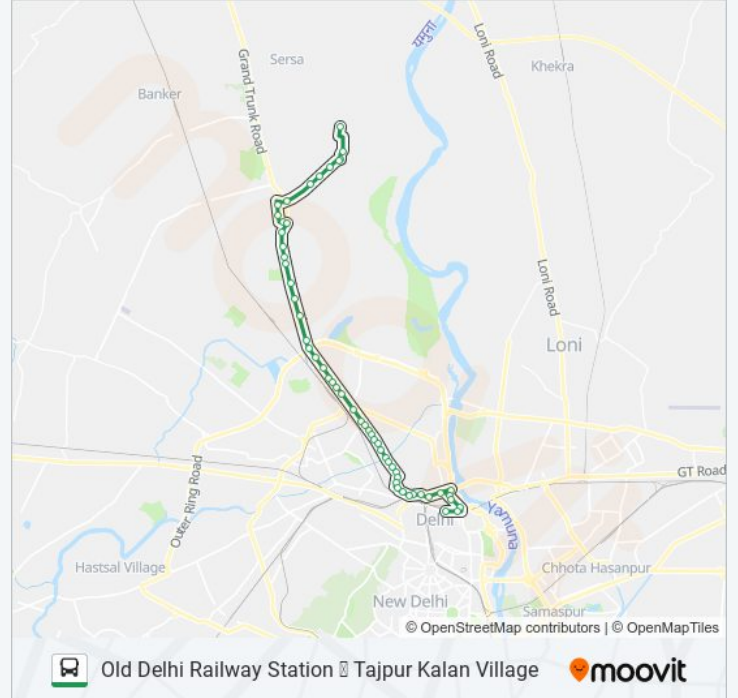 यमुना
Loni Road
Sersa
Khekra
Grand Trunk Road
Banker
Loni Road
Loni
GT Road
Outer Ring Road
Delhi
Yamuna
Hastsal Village
Chhota Hasanpur
New Delhi
Samaspur
© OpenStreetMap contributors | © OpenMapTiles
Old Delhi Railway Station  Tajpur Kalan Village
moovit